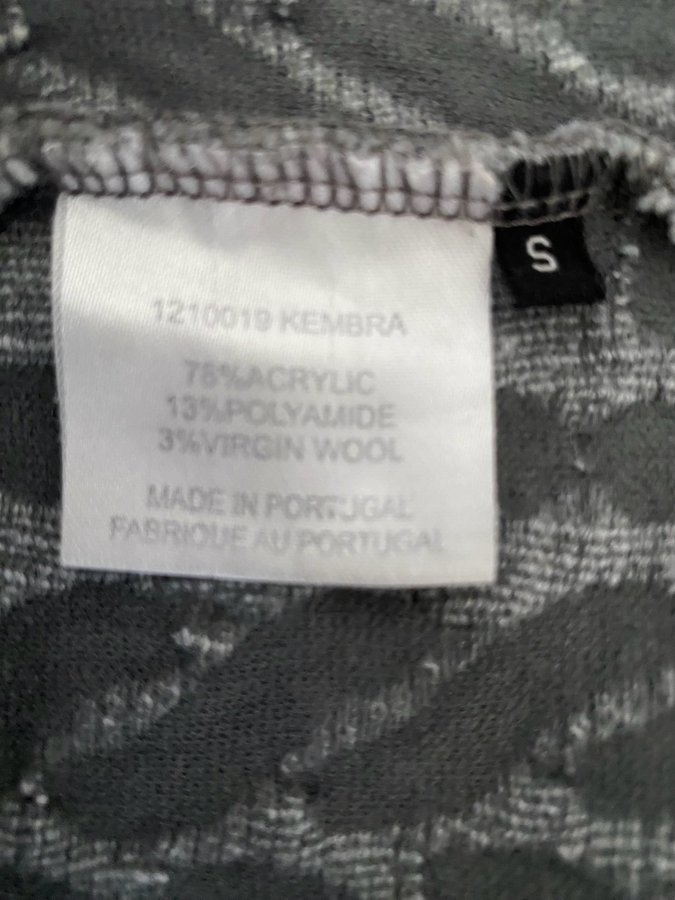 S
1210019 KEMBRA
78%ACRYLIC
13%POLYAMIDE
3%VIRGIN WOOL
MADE IN PORTUGAL
FABRIQUE AU PORTUGAL